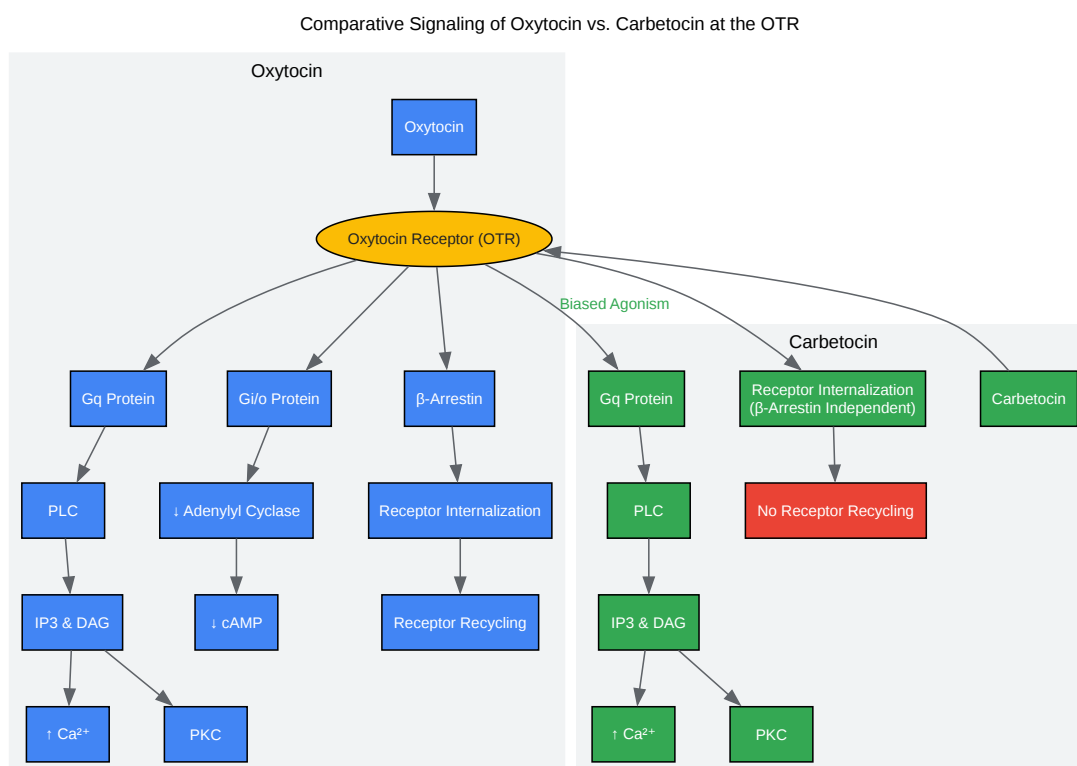 Comparative Signaling of Oxytocin vs. Carbetocin at the OTR
Oxytocin
Oxytocin
Oxytocin Receptor (OTR)
Biased Agonism
Carbetocin
Gq Protein
Gi/o Protein
β-Arrestin
Gq Protein
Receptor Internalization
(β-Arrestin Independent)
Carbetocin
PLC
↓ Adenylyl Cyclase
Receptor Internalization
PLC
No Receptor Recycling
IP3 & DAG
↓ cAMP
Receptor Recycling
IP3 & DAG
↑ Ca²⁺
PKC
↑ Ca²⁺
PKC